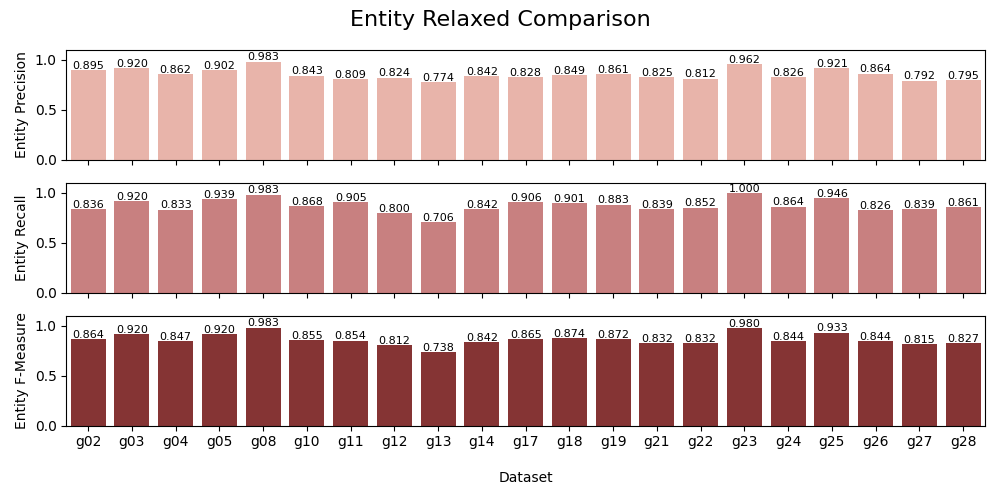 Entity Relaxed Comparison
Entity Precision
1.0
0.5
0.0
0.895 0.920 0.862 0.902 0.983 0.843 0.809 0.824 0.774 0.842 0.828 0.849 0.861 0.825 0.812 0.962 0.826 0.921 0.864 0.792 0.795
Entity Recall
1.0
0.5
0.0
0.836 0.920 0.833 0.939 0.983 0.868 0.905 0.800 0.706 0.842 0.906 0.901 0.883 0.839 0.852 1.000 0.864 0.946 0.826 0.839 0.861
Entity F-Measure
1.0
0.5
0.0
0.864 0.920 0.847 0.920 0.983 0.855 0.854 0.812 0.738 0.842 0.865 0.874 0.872 0.832 0.832 0.980 0.844 0.933 0.844 0.815 0.827
g02 g03 g04 g05 g08 g10 g11 g12 g13 g14 g17 g18 g19 g21 g22 g23 g24 g25 g26 g27 g28
Dataset